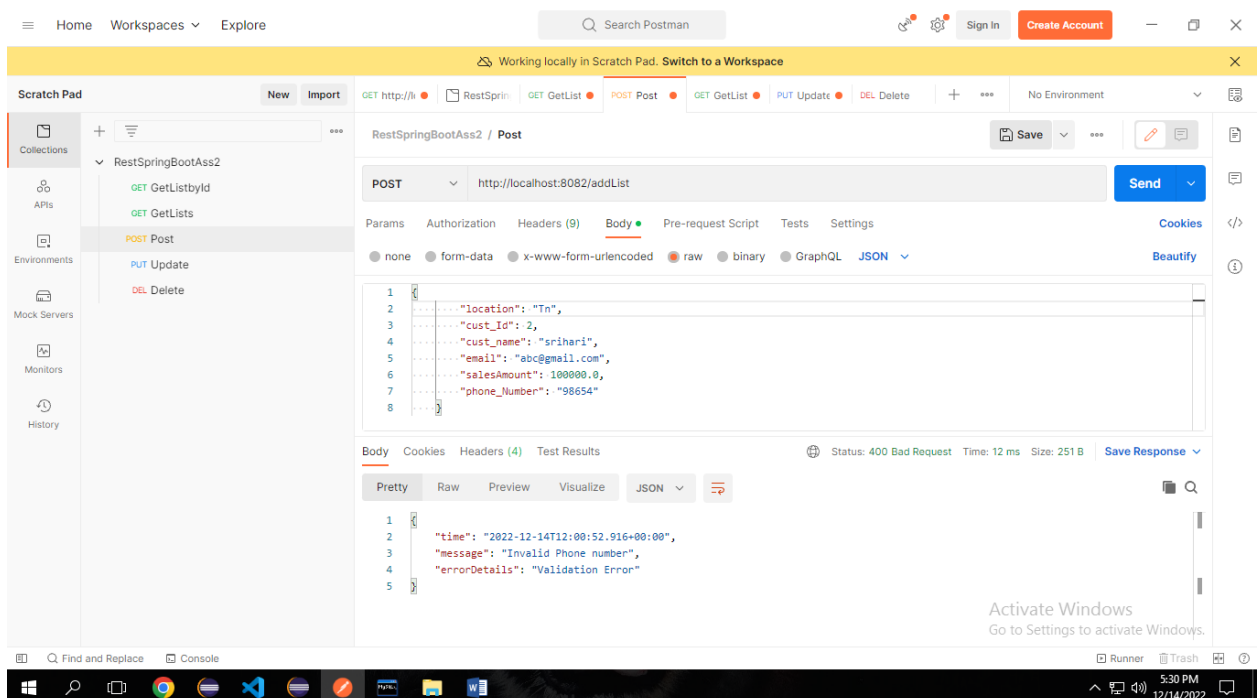 Home Workspaces Explore Search Postman Sign In Create Account
Working locally in Scratch Pad. Switch to a Workspace
Scratch Pad New Import
GET http://l RestSprin GET GetList POST Post GET GetList PUT Update DEL Delete No Environment
Collections
APIs
Environments
Mock Servers
Monitors
History
RestSpringBootAss2
GET GetListbyId
GET GetLists
POST Post
PUT Update
DEL Delete
RestSpringBootAss2 / Post Save
POST http://localhost:8082/addList Send
Params Authorization Headers (9) Body Pre-request Script Tests Settings Cookies
none form-data x-www-form-urlencoded raw binary GraphQL JSON Beautify
1 {
2 "location": "Tn",
3 "cust_Id": 2,
4 "cust_name": "srihari",
5 "email": "abc@gmail.com",
6 "salesAmount": 100000.0,
7 "phone_Number": "98654"
8 }
Body Cookies Headers (4) Test Results Status: 400 Bad Request Time: 12 ms Size: 251 B Save Response
Pretty Raw Preview Visualize JSON
1 {
2 "time": "2022-12-14T12:00:52.916+00:00",
3 "message": "Invalid Phone number",
4 "errorDetails": "Validation Error"
5 }
Activate Windows
Go to Settings to activate Windows.
Find and Replace Console Runner Trash
5:30 PM
12/14/2022